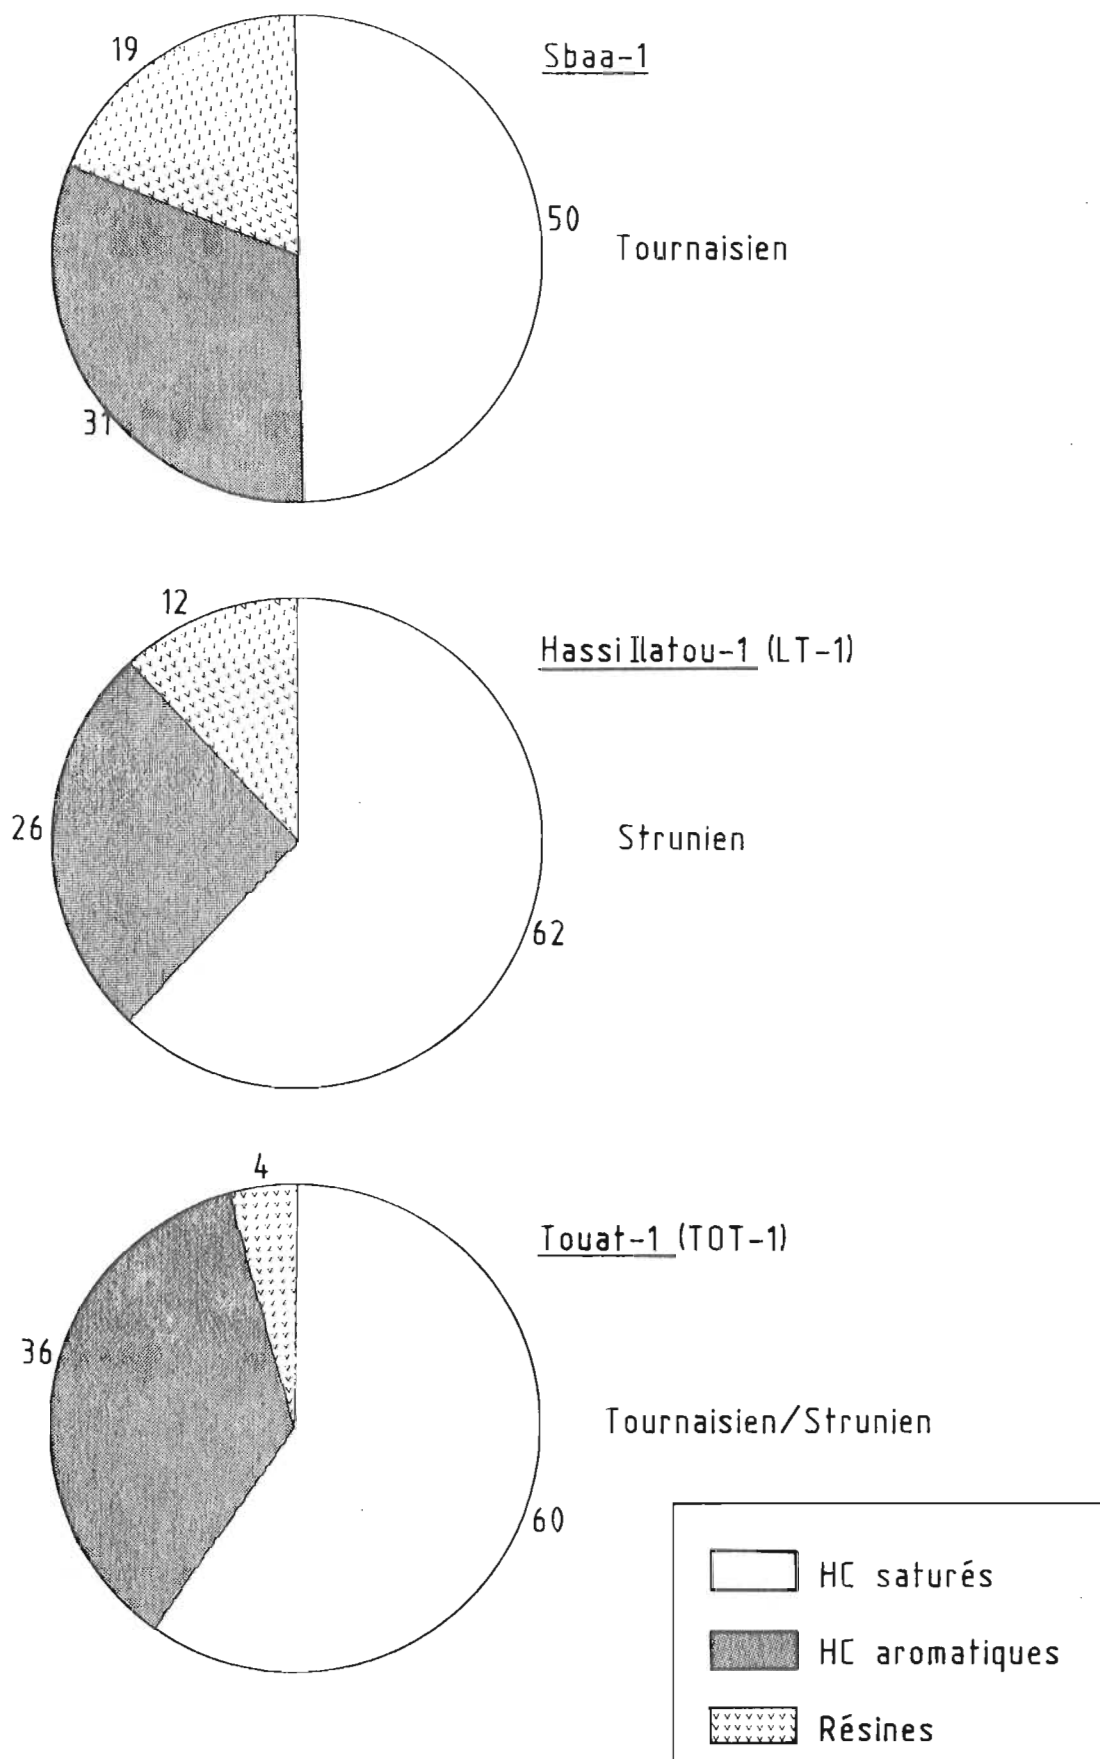 19
Sbaa-1
50
Tournaisien
31
12
Hassi Ilatou-1 (LT-1)
26
Strunien
62
4
Touat-1 (TOT-1)
36
Tournaisien/Strunien
60
HC saturés
HC aromatiques
Résines